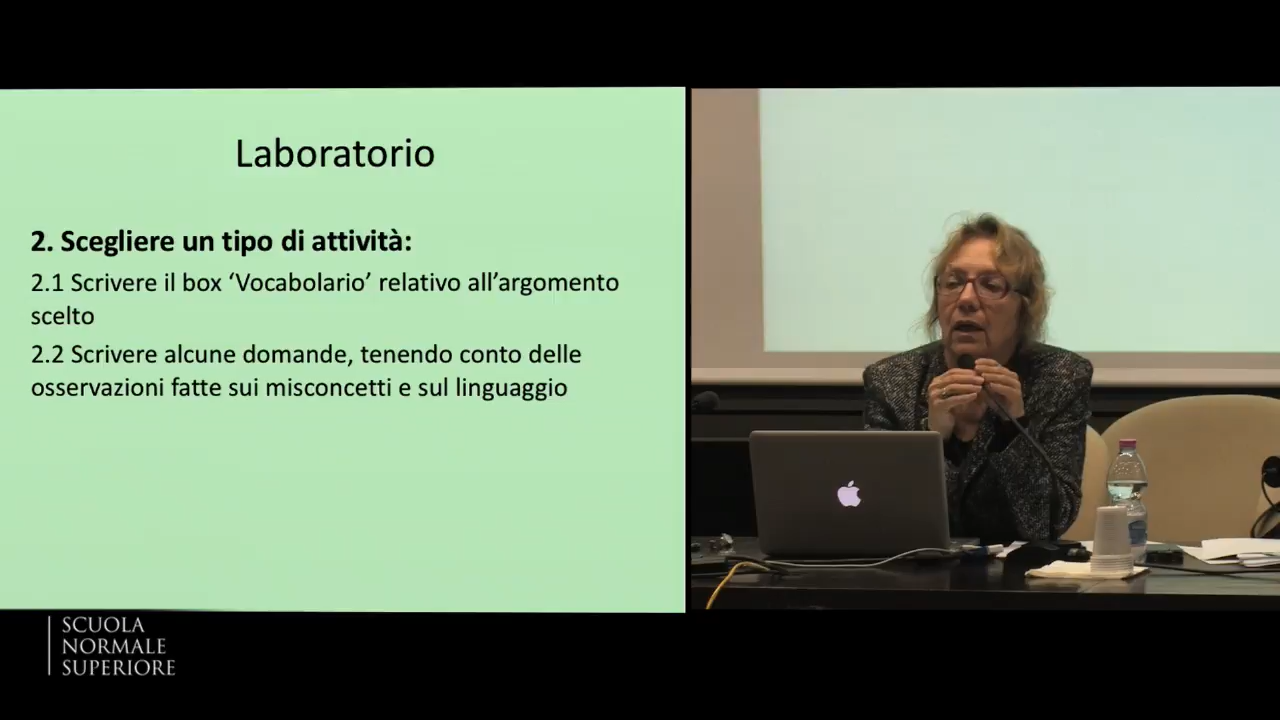 Laboratorio
2. Scegliere un tipo di attività:
2.1 Scrivere il box ‘Vocabolario’ relativo all’argomento
scelto
2.2 Scrivere alcune domande, tenendo conto delle
osservazioni fatte sui misconcetti e sul linguaggio
SCUOLA
NORMALE
SUPERIORE